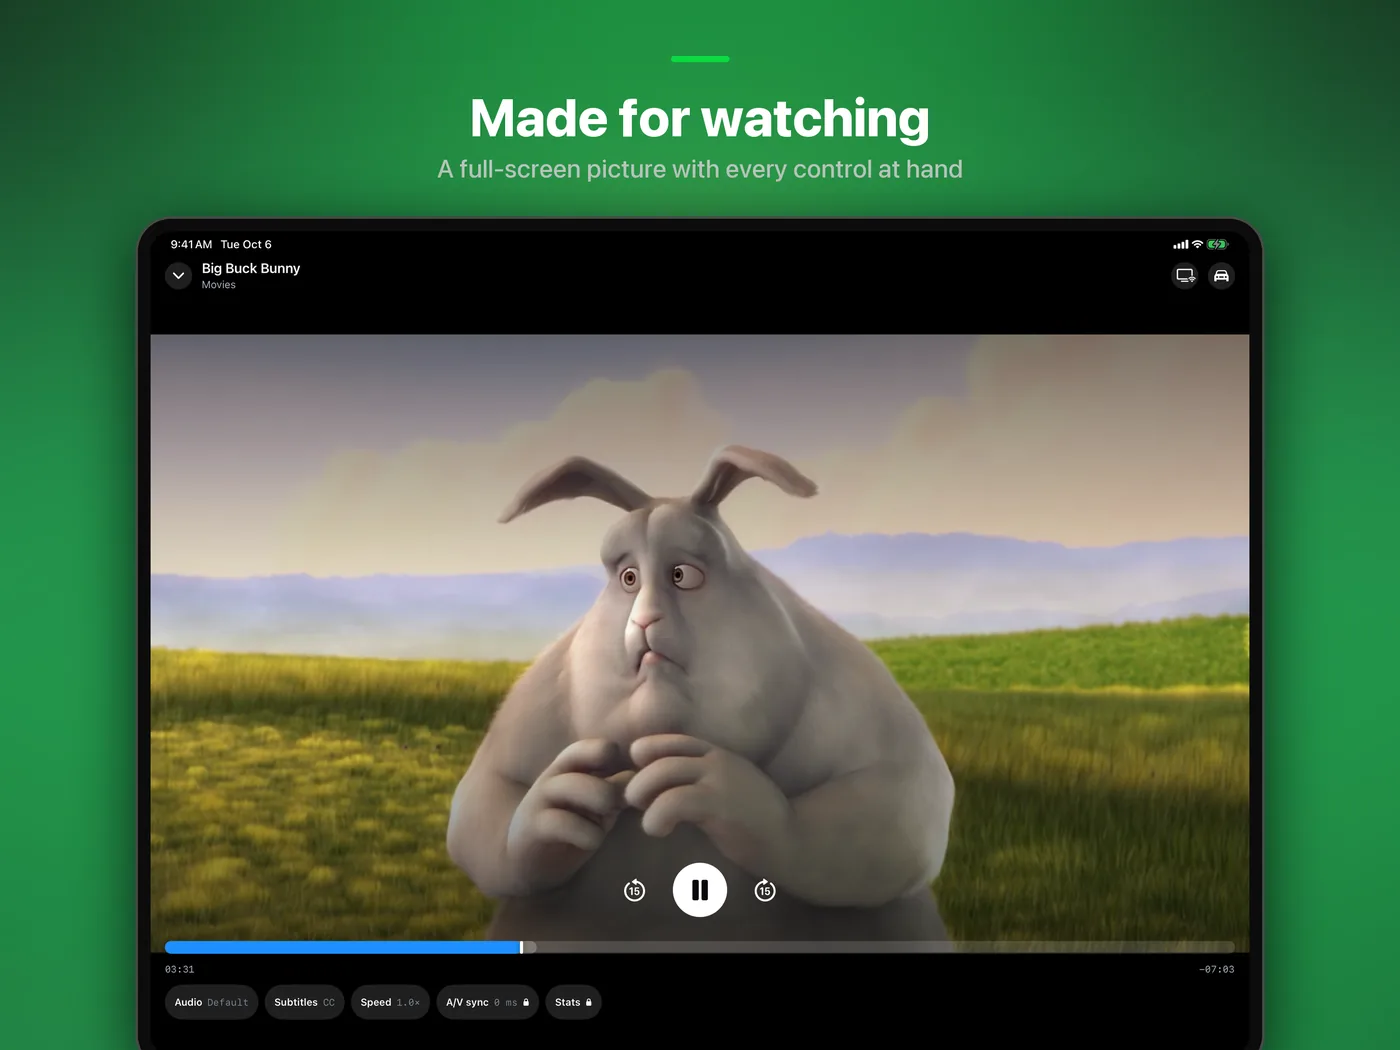 Made for watching
A full-screen picture with every control at hand
9:41 AM Tue Oct 6
Big Buck Bunny
Movies
15 15
03:31 -07:03
Audio Default Subtitles CC Speed 1.0× A/V sync 0 ms Stats